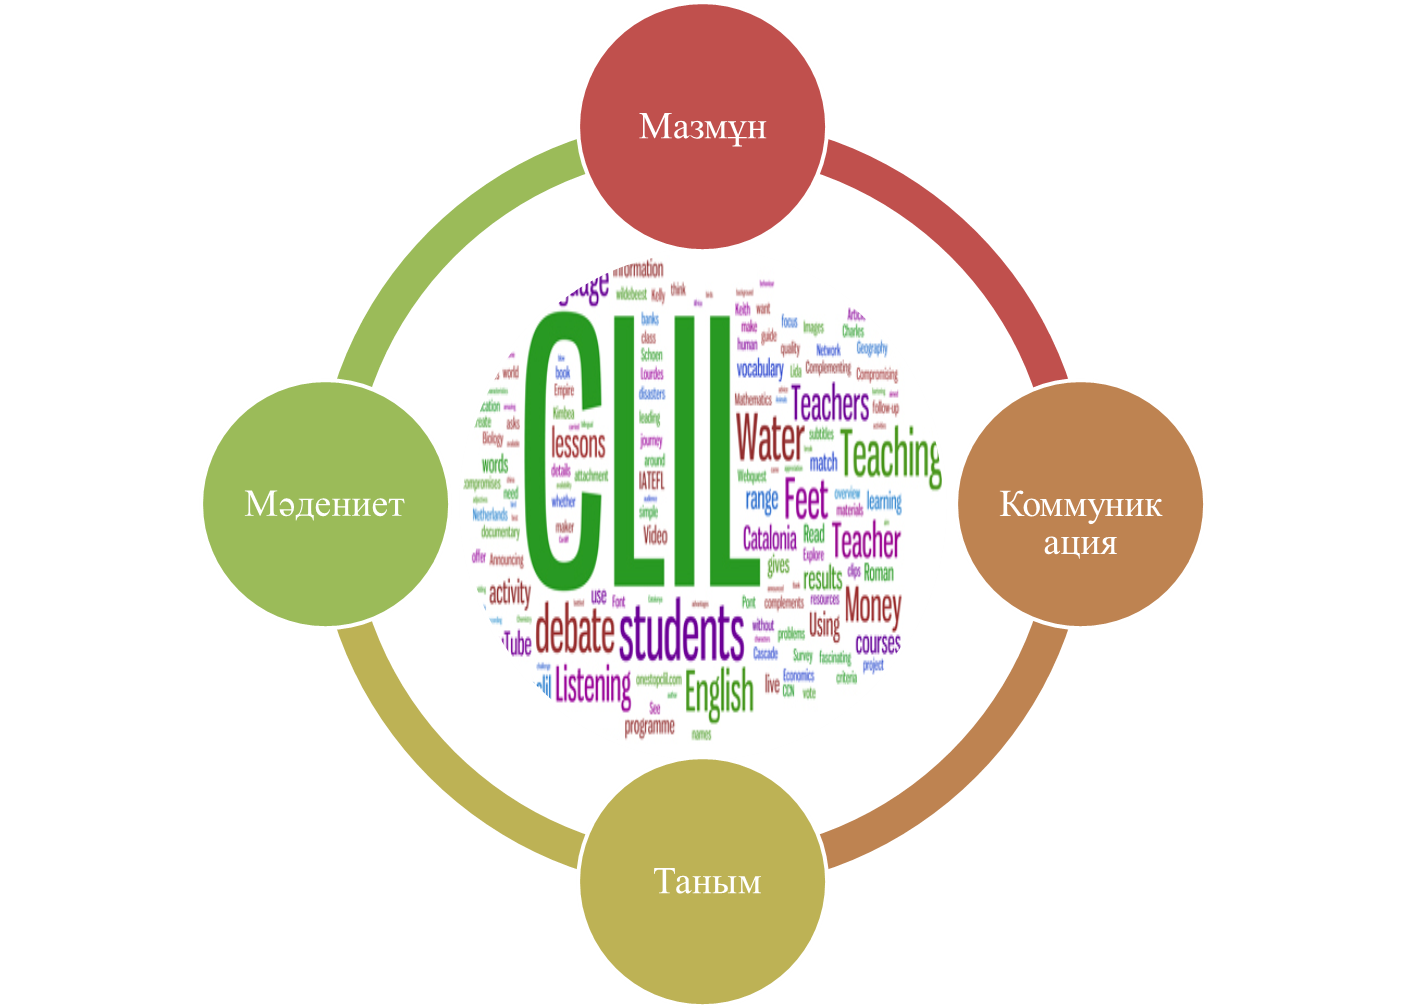 Мазмұн
information
think
wildebeest
Kelly
banks
Keith
want
focus
Images
Charles
class
make
guide
human
quality
Network
Geography
Schoen
world
book
Lourdes
vocabulary
Lida
Complementing
Compromising
Empire
disasters
Mathematics
Teachers
follow-up
Kimbea
leading
CLIL
asks
Biology
lessons
journey
Water
subtitles
Teaching
words
details
attachment
around
IATEFL
match
Webquest
need
whether
simple
range
Feet
overview
materials
learning
Мәдениет
Коммуник
ация
Netherlands
documentary
maker
Video
Catalonia
Read
Explore
Teacher
offer
Announcing
gives
results
clips
Roman
activity
use
Font
Pont
complements
resources
Money
debate
students
without
problems
Using
courses
Cascade
Survey
fascinating
project
Listening
onestopclil.com
English
live
Economics
CCN
vote
criteria
See
programme
names
Таным